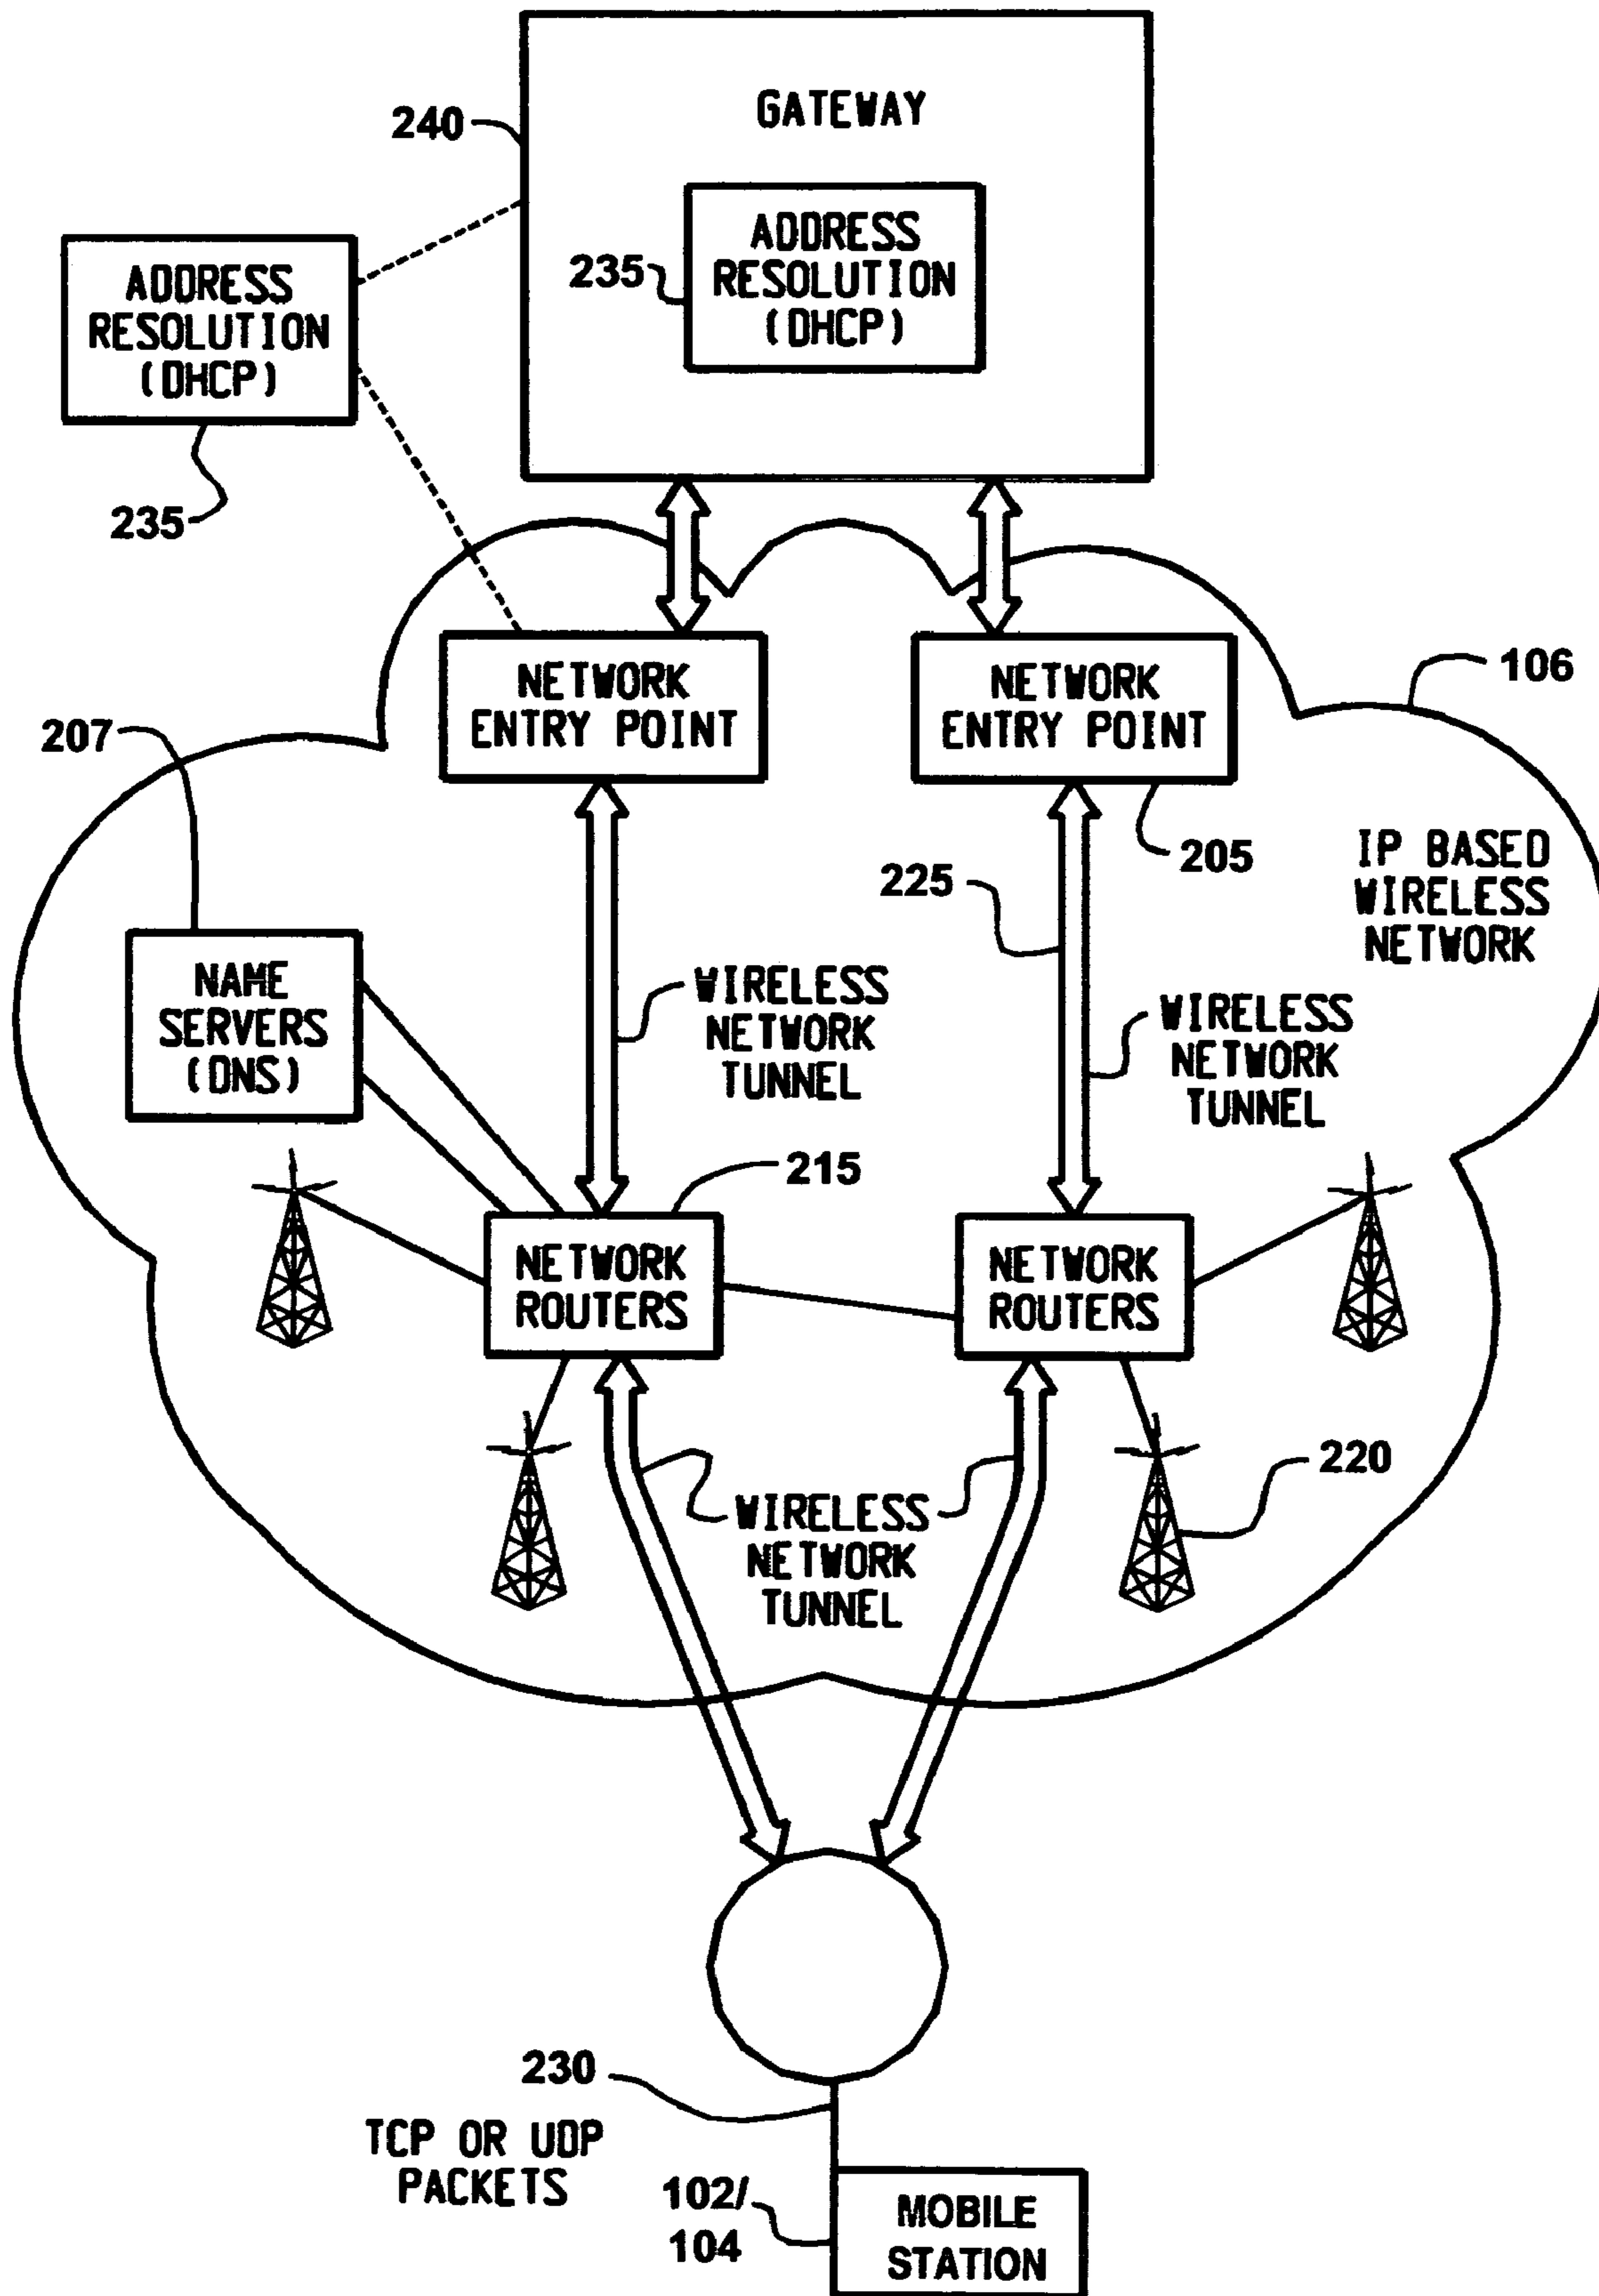 GATEWAY
240
ADDRESS
RESOLUTION
(DHCP)
235
ADDRESS
RESOLUTION
(DHCP)
235
NETWORK
ENTRY POINT
NETWORK
ENTRY POINT
106
207
205
225
IP BASED
WIRELESS
NETWORK
NAME
SERVERS
(DNS)
WIRELESS
NETWORK
TUNNEL
WIRELESS
NETWORK
TUNNEL
215
NETWORK
ROUTERS
NETWORK
ROUTERS
220
WIRELESS
NETWORK
TUNNEL
230
TCP OR UDP
PACKETS
102/
104
MOBILE
STATION